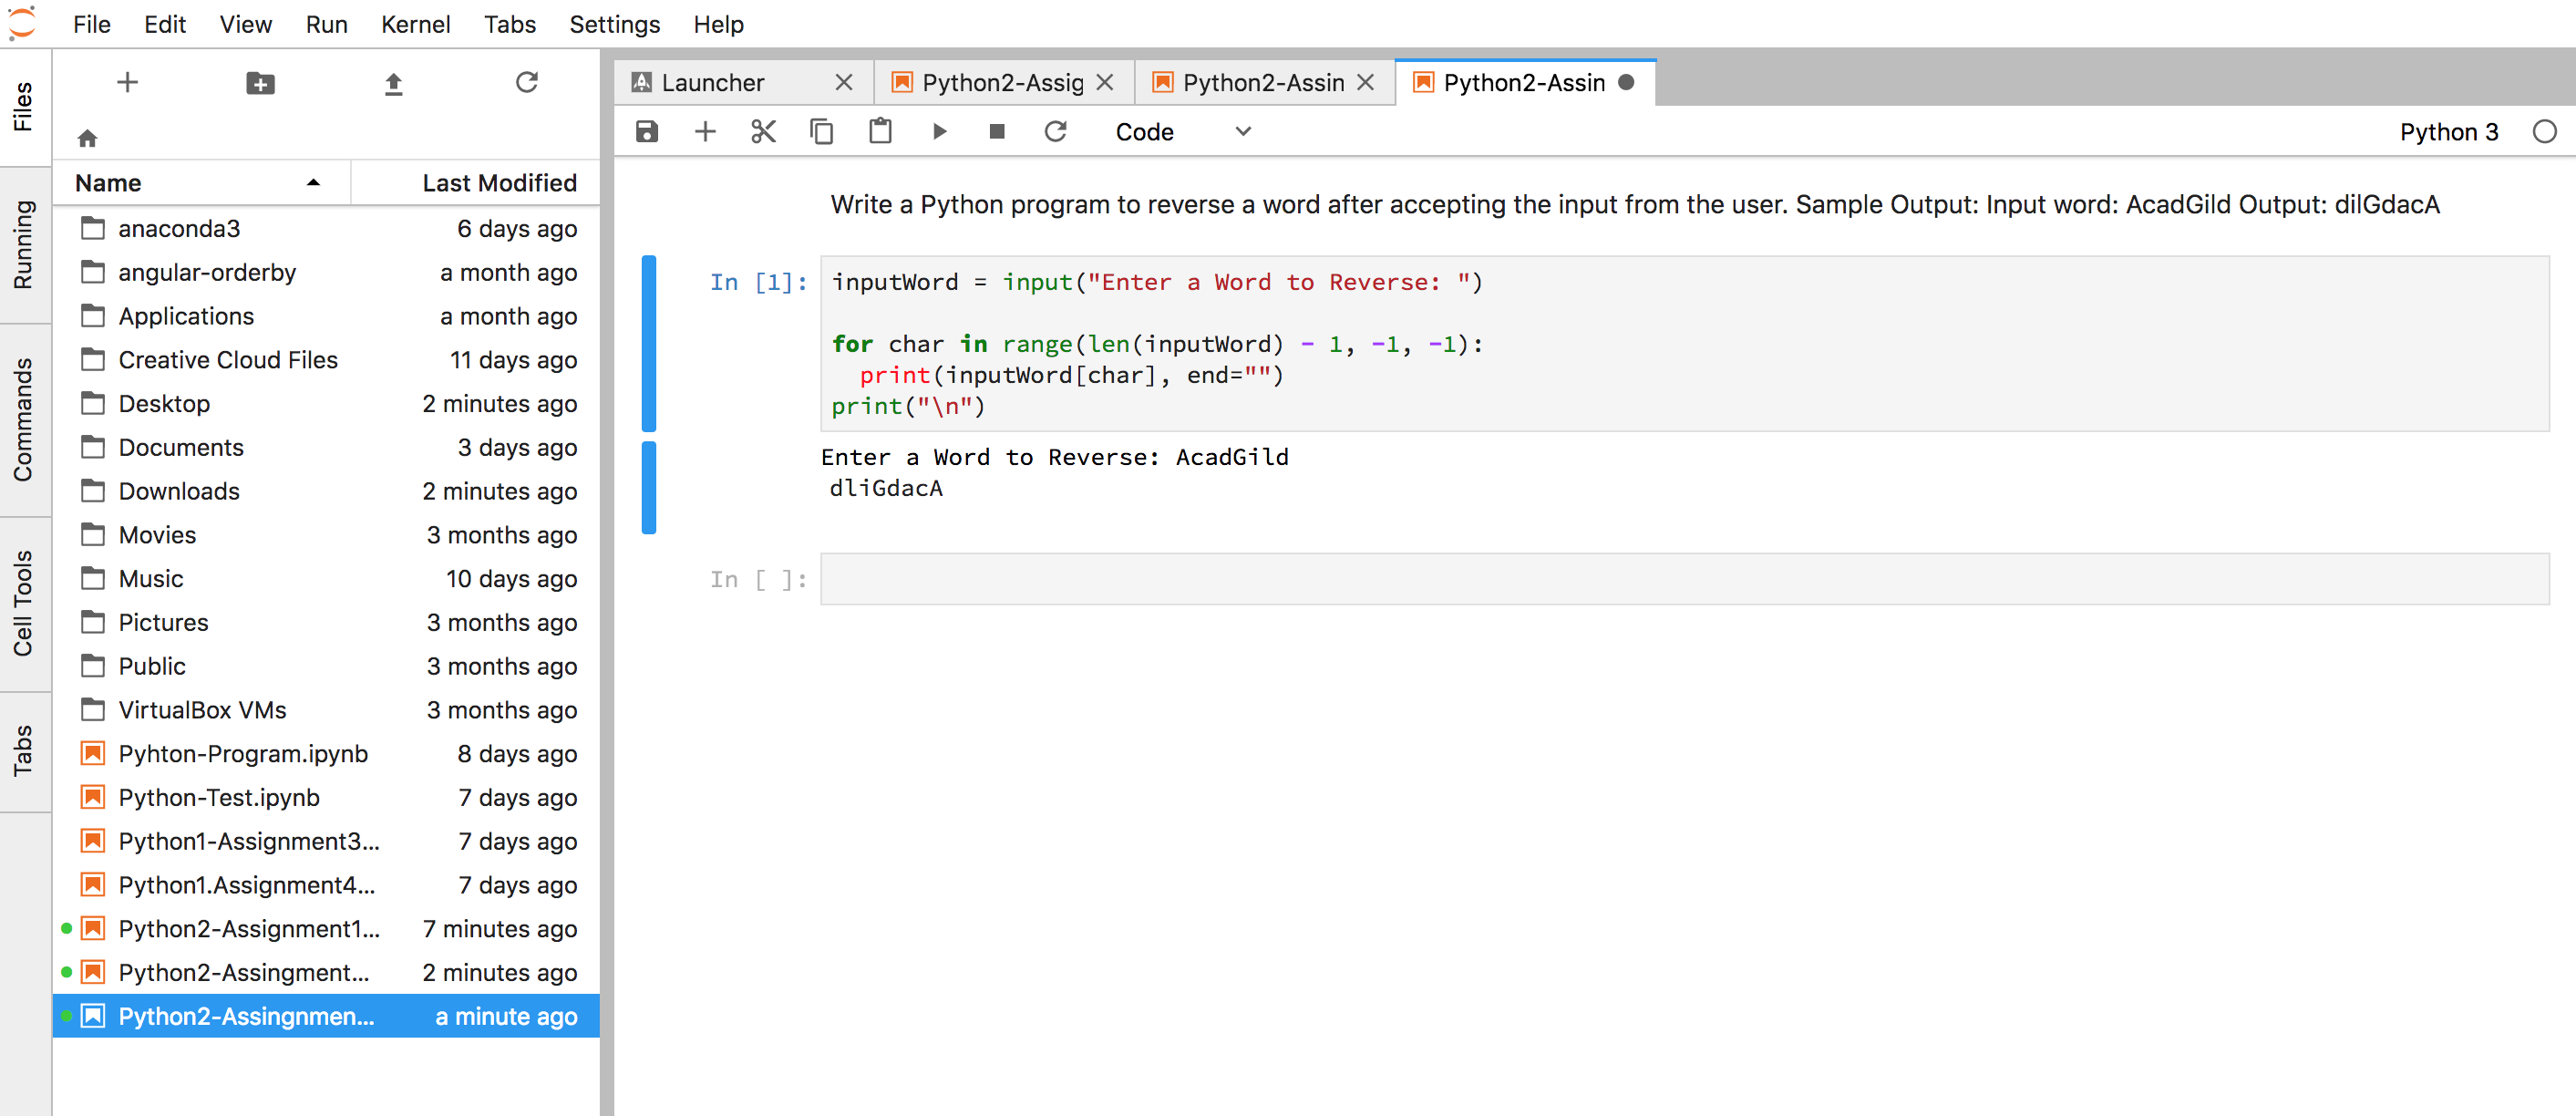 File Edit View Run Kernel Tabs Settings Help
Files
Running
Commands
Cell Tools
Tabs
Name Last Modified
anaconda3 6 days ago
angular-orderby a month ago
Applications a month ago
Creative Cloud Files 11 days ago
Desktop 2 minutes ago
Documents 3 days ago
Downloads 2 minutes ago
Movies 3 months ago
Music 10 days ago
Pictures 3 months ago
Public 3 months ago
VirtualBox VMs 3 months ago
Pyhton-Program.ipynb 8 days ago
Python-Test.ipynb 7 days ago
Python1-Assignment3... 7 days ago
Python1.Assignment4... 7 days ago
Python2-Assignment1... 7 minutes ago
Python2-Assingment... 2 minutes ago
Python2-Assingnmen... a minute ago
Launcher Python2-Assig Python2-Assin Python2-Assin
Code Python 3
Write a Python program to reverse a word after accepting the input from the user. Sample Output: Input word: AcadGild Output: dilGdacA
In [1]: inputWord = input("Enter a Word to Reverse: ")
for char in range(len(inputWord) - 1, -1, -1):
print(inputWord[char], end="")
print("\n")
Enter a Word to Reverse: AcadGild
dliGdacA
In [ ]: